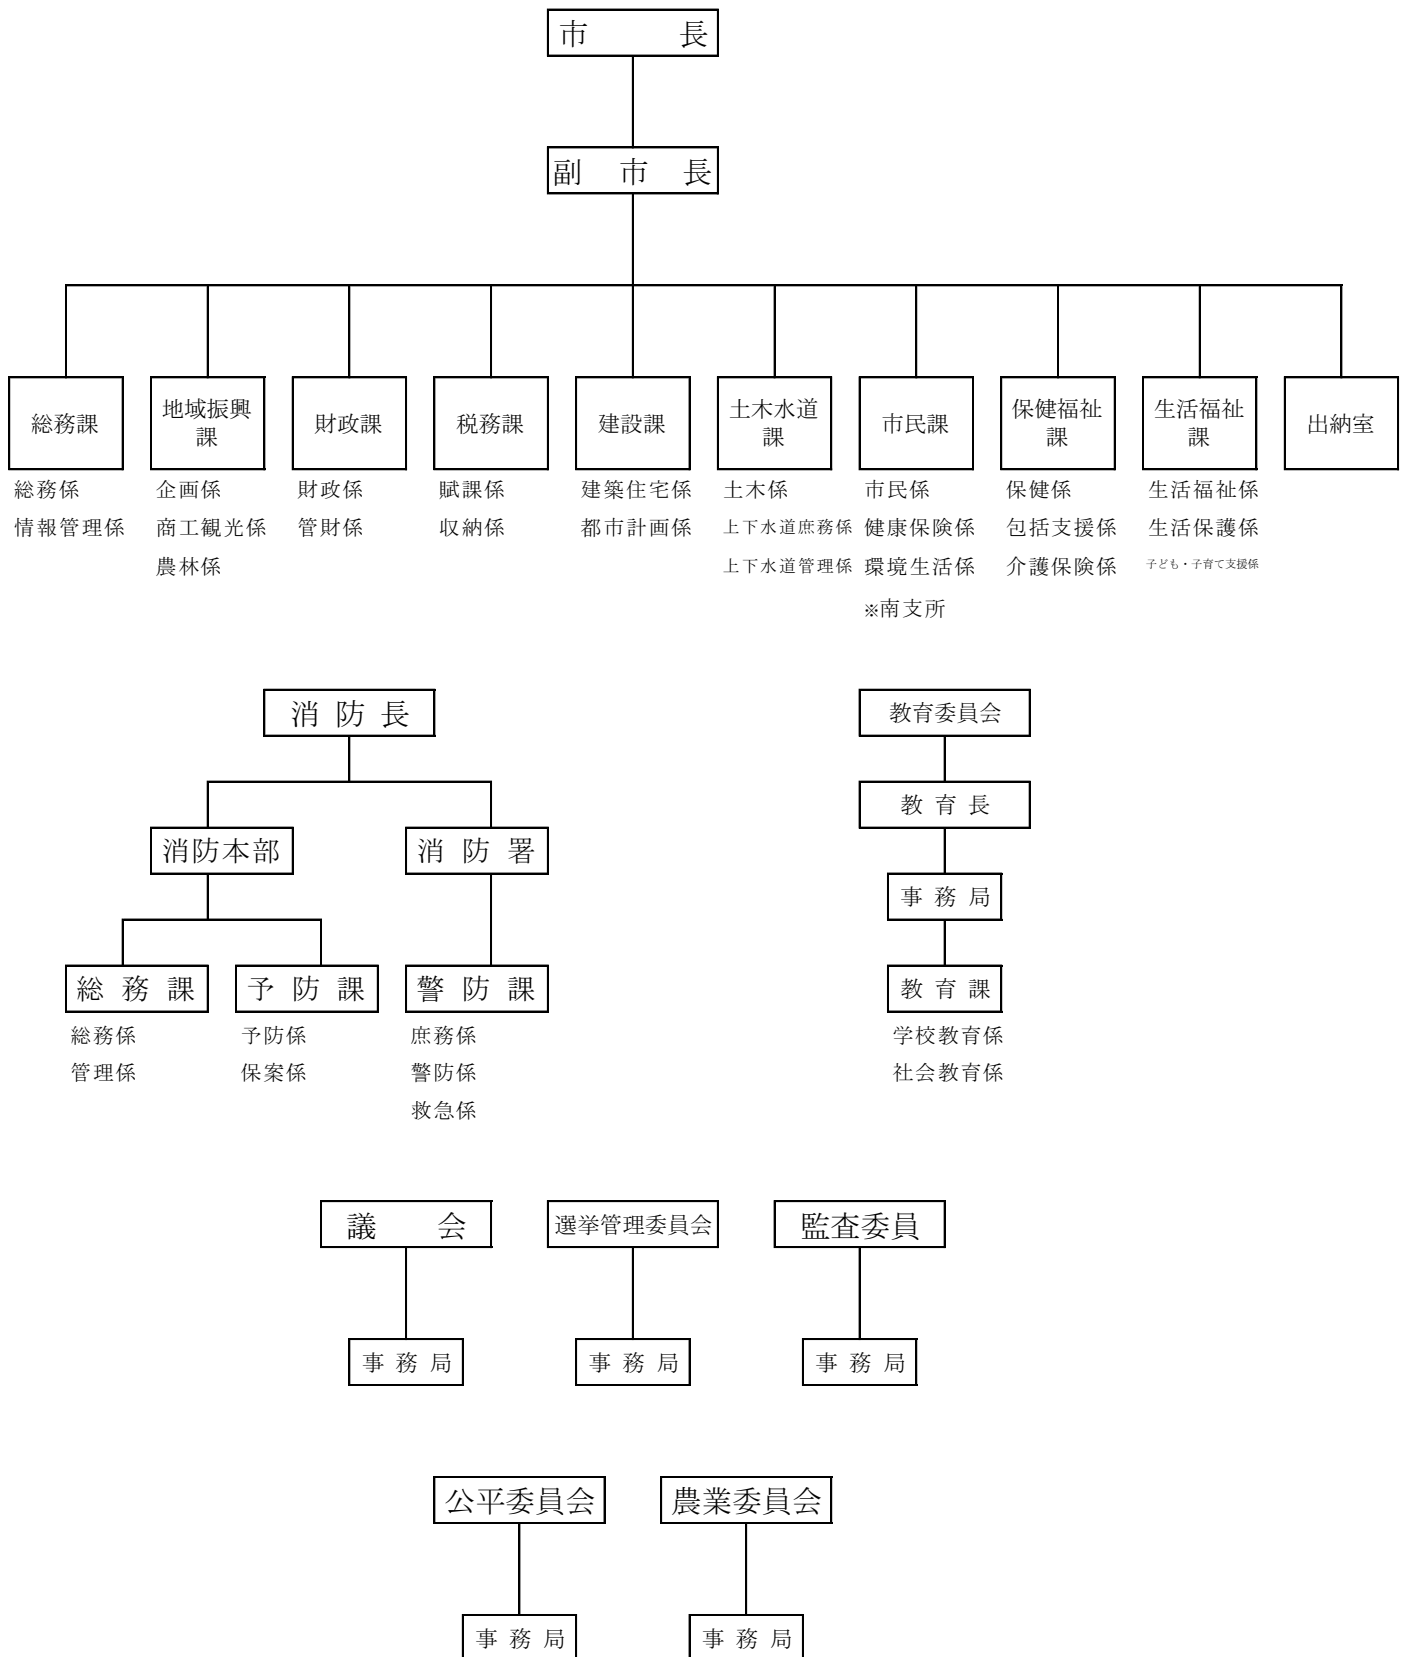 市　　長
副　市　長
総務課
地域振興
課
財政課
税務課
建設課
土木水道
課
市民課
保健福祉
課
生活福祉
課
出納室
総務係
情報管理係
企画係
商工観光係
農林係
財政係
管財係
賦課係
収納係
建築住宅係
都市計画係
土木係
上下水道庶務係
上下水道管理係
市民係
健康保険係
環境生活係
※南支所
保健係
包括支援係
介護保険係
生活福祉係
生活保護係
子ども・子育て支援係
消 防 長
消防本部
消 防 署
総 務 課
予 防 課
警 防 課
総務係
管理係
予防係
保案係
庶務係
警防係
救急係
教育委員会
教 育 長
事 務 局
教 育 課
学校教育係
社会教育係
議　　会
選挙管理委員会
監査委員
事 務 局
事 務 局
事 務 局
公平委員会
農業委員会
事 務 局
事 務 局